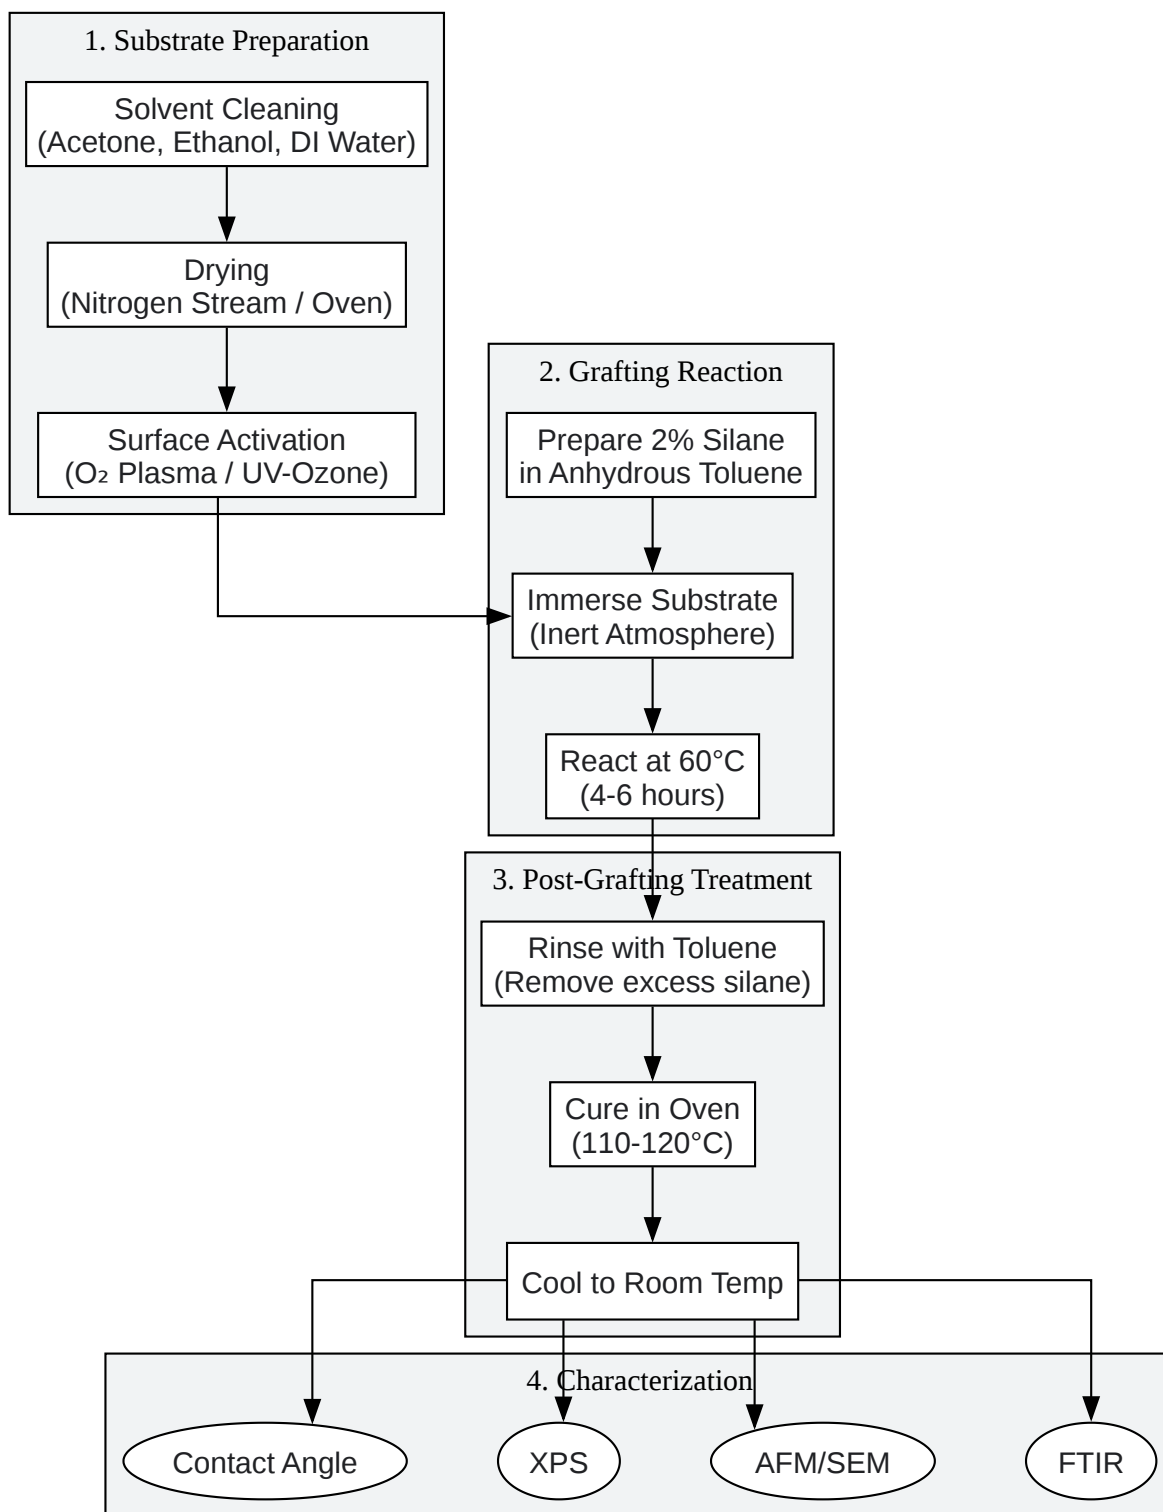 1. Substrate Preparation
Solvent Cleaning
(Acetone, Ethanol, DI Water)
Drying
(Nitrogen Stream / Oven)
Surface Activation
(O₂ Plasma / UV-Ozone)
2. Grafting Reaction
Prepare 2% Silane
in Anhydrous Toluene
Immerse Substrate
(Inert Atmosphere)
React at 60°C
(4-6 hours)
3. Post-Grafting Treatment
Rinse with Toluene
(Remove excess silane)
Cure in Oven
(110-120°C)
Cool to Room Temp
4. Characterization
Contact Angle
XPS
AFM/SEM
FTIR